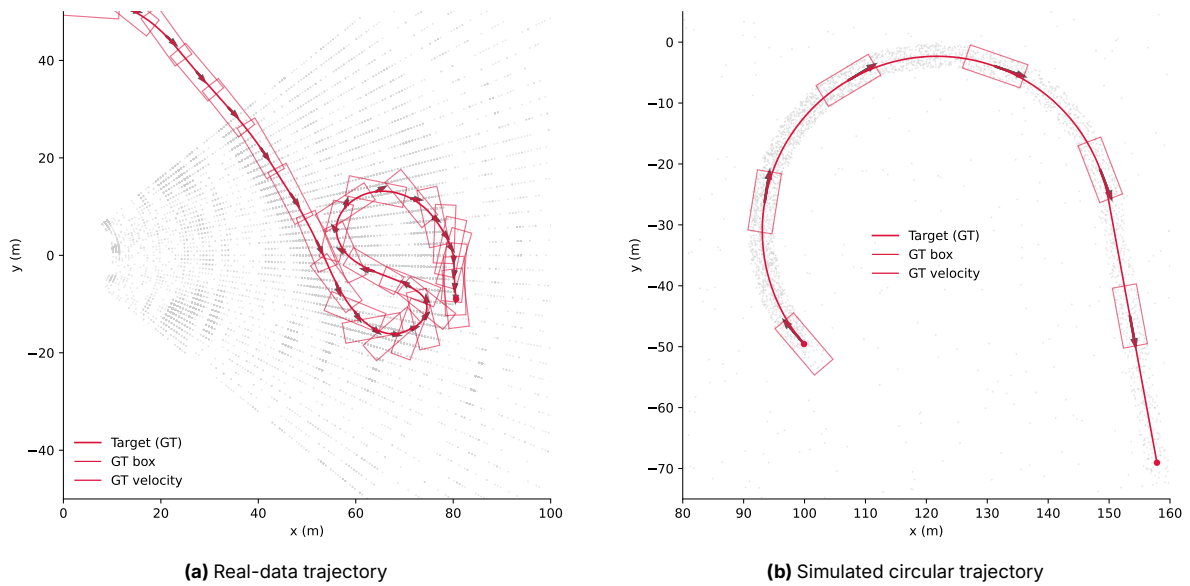 40
20
0
−20
−40
y (m)
0 20 40 60 80 100
x (m)
Target (GT)
GT box
GT velocity
(a) Real-data trajectory
0
−10
−20
−30
−40
−50
−60
−70
y (m)
80 90 100 110 120 130 140 150 160
x (m)
Target (GT)
GT box
GT velocity
(b) Simulated circular trajectory